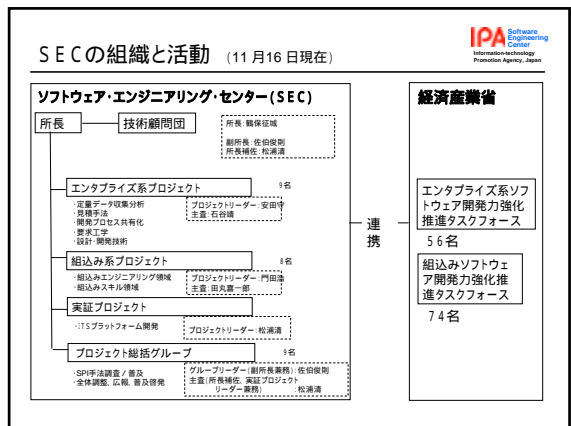 SECの組織と活動 (11月16日現在)
IPA
Software
Engineering
Center
Information-technology
Promotion Agency, Japan
ソフトウェア・エンジニアリング・センター(SEC)
所長
技術顧問団
所長:鶴保征城
副所長:佐伯俊則
所長補佐:松浦清
エンタプライズ系プロジェクト
9名
・定量データ収集分析
・見積手法
・開発プロセス共有化
・要求工学
・設計・開発技術
プロジェクトリーダー:安田守
主査:石谷靖
組込み系プロジェクト
8名
・組込みエンジニアリング領域
・組込みスキル領域
プロジェクトリーダー:門田浩
主査:田丸喜一郎
実証プロジェクト
・ITSプラットフォーム開発
プロジェクトリーダー:松浦清
プロジェクト総括グループ
9名
・SPI手法調査/普及
・全体調整,広報,普及啓発
グループリーダー(副所長兼務):佐伯俊則
主査(所長補佐,実証プロジェクト
リーダー兼務) :松浦清
連携
経済産業省
エンタプライズ系ソフ
トウェア開発力強化
推進タスクフォース
56名
組込みソフトウェ
ア開発力強化推
進タスクフォース
74名